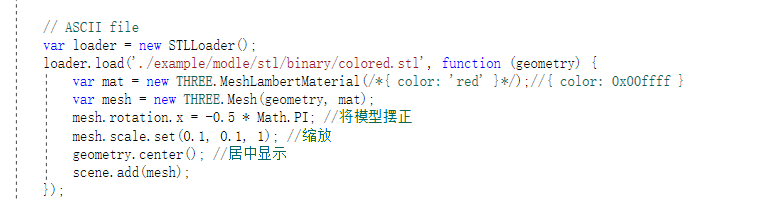 // ASCII file
var loader = new STLLoader();
loader.load('./example/modle/stl/binary/colored.stl', function (geometry) {
var mat = new THREE.MeshLambertMaterial(/*{ color: 'red' }*/);//{ color: 0x00ffff }
var mesh = new THREE.Mesh(geometry, mat);
mesh.rotation.x = -0.5 * Math.PI; //将模型摆正
mesh.scale.set(0.1, 0.1, 1); //缩放
geometry.center(); //居中显示
scene.add(mesh);
});